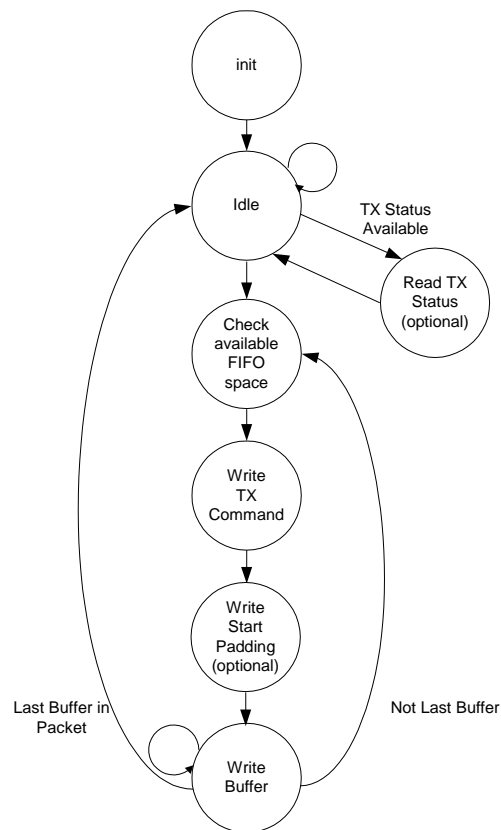 init
Idle
TX Status
Available
Read TX
Status
(optional)
Check
available
FIFO
space
Write
TX
Command
Write
Start
Padding
(optional)
Last Buffer in
Packet
Not Last Buffer
Write
Buffer